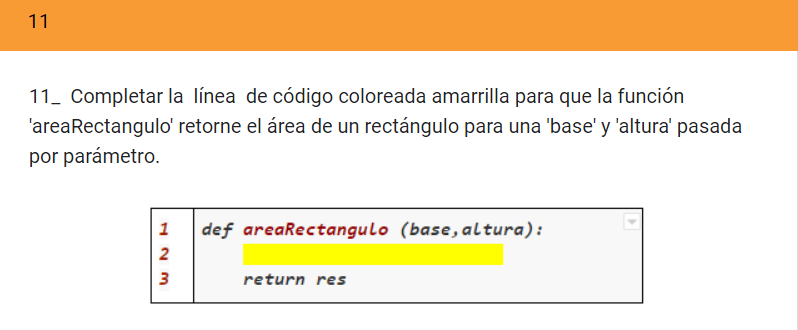 11
11_ Completar la línea de código coloreada amarrilla para que la función
'areaRectangulo' retorne el área de un rectángulo para una 'base' y 'altura' pasada
por parámetro.
1 def areaRectangulo (base,altura):
2
3 return res